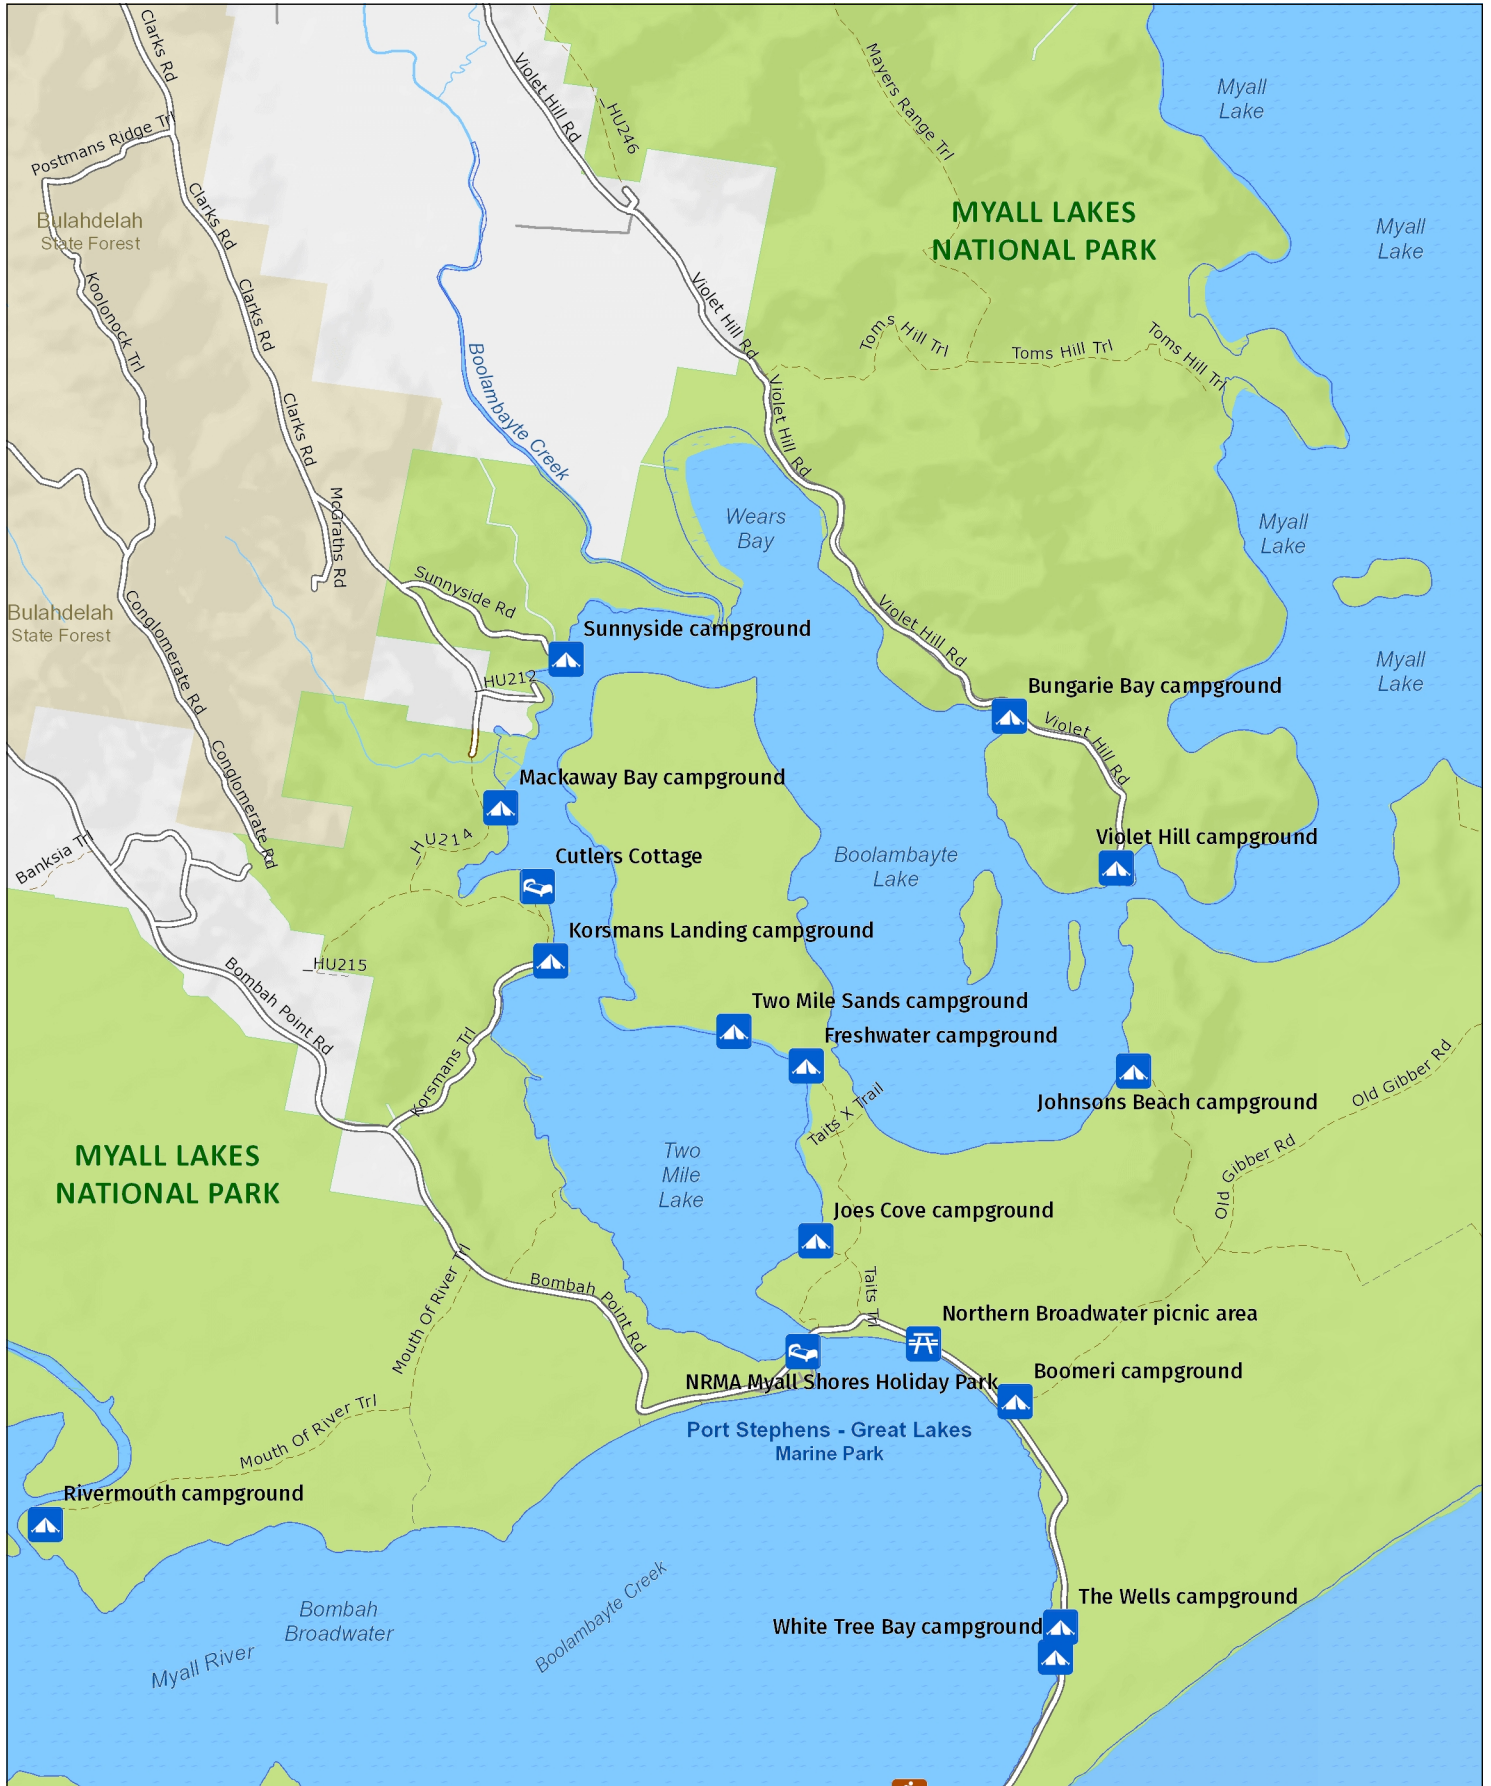 Clarks Rd
Violet Hill Rd
HU246
Mayers Range Trl
Myall
Lake
Postmans Ridge Trl
Clarks Rd
Bulahdelah
State Forest
MYALL LAKES
NATIONAL PARK
Myall
Lake
Koolonock Trl
Clarks Rd
Violet Hill Rd
Boolambayte Creek
Toms Hill Trl
Toms Hill Trl
Toms Hill Trl
Violet Hill Rd
Clarks Rd
McGraths Rd
Wears
Bay
Myall
Lake
Sunnyside Rd
Bulahdelah
State Forest
Conglomerate Rd
Violet Hill Rd
Sunnyside campground
HU212
Bungarie Bay campground
Myall
Lake
Violet Hill Rd
Conglomerate Rd
Mackaway Bay campground
HU214
Violet Hill campground
Banksia Trl
Cutlers Cottage
Boolambayte
Lake
Korsmans Landing campground
HU215
Bombah Point Rd
Two Mile Sands campground
Freshwater campground
Korsmans Trl
Taits X Trail
Johnsons Beach campground
Old Gibber Rd
MYALL LAKES
NATIONAL PARK
Two
Mile
Lake
Old Gibber Rd
Joes Cove campground
Mouth Of River Trl
Bombah Point Rd
Taits Trl
Northern Broadwater picnic area
NRMA Myall Shores Holiday Park
Boomeri campground
Mouth Of River Trl
Port Stephens - Great Lakes
Marine Park
Rivermouth campground
Bombah
Broadwater
Boolambayte Creek
Myall River
The Wells campground
White Tree Bay campground